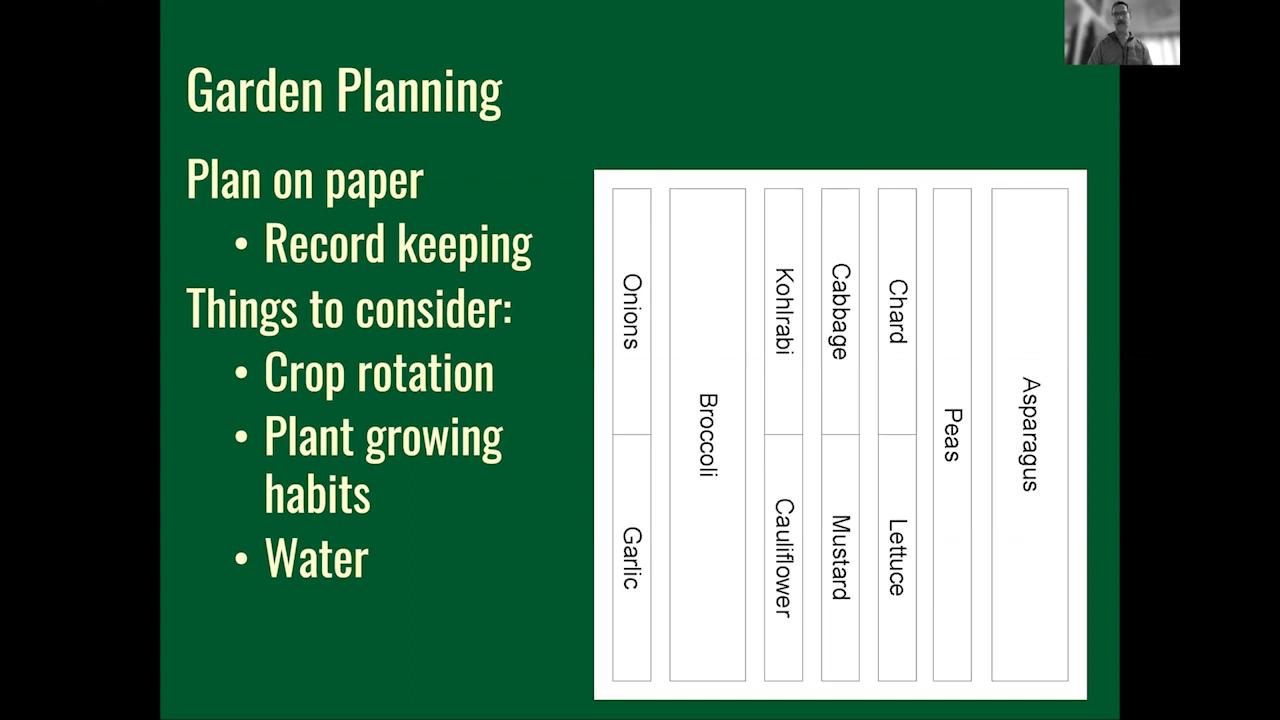 Garden Planning
Plan on paper
• Record keeping
Things to consider:
• Crop rotation
• Plant growing
habits
• Water
Onions
Garlic
Broccoli
Kohlrabi
Cauliflower
Cabbage
Mustard
Chard
Lettuce
Peas
Asparagus